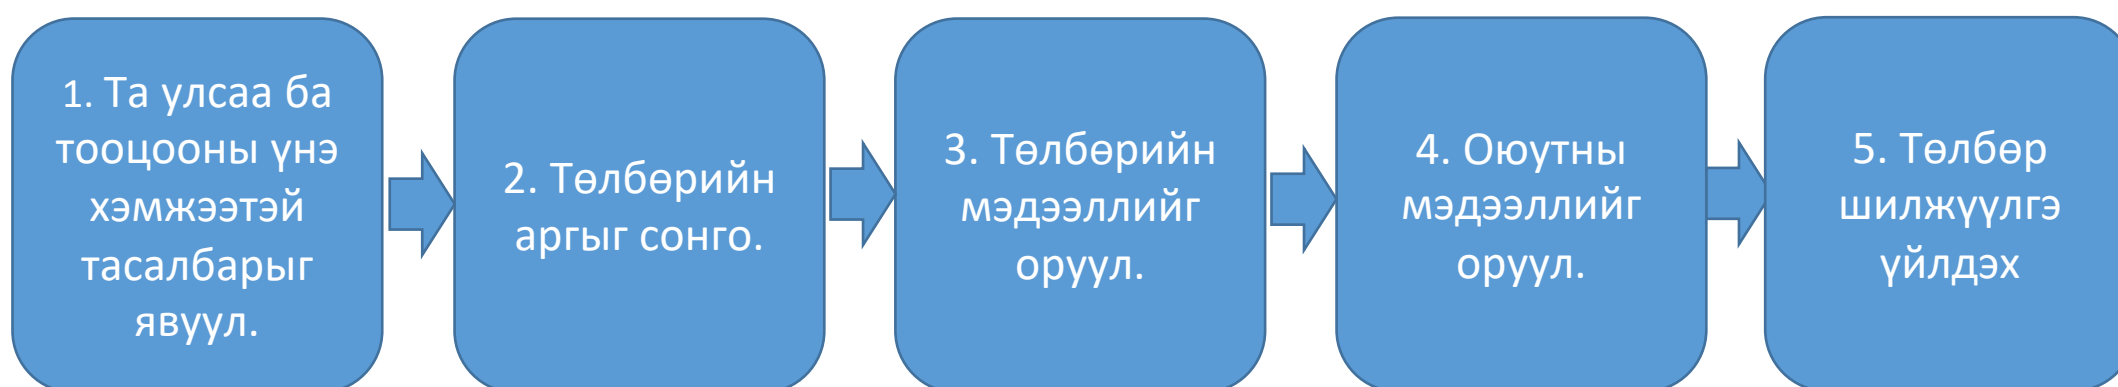 1. Та улсаа ба
тооцооны үнэ
хэмжээтэй
тасалбарыг
явуул.
2. Төлбөрийн
аргыг сонго.
3. Төлбөрийн
мэдээллийг
оруул.
4. Оюутны
мэдээллийг
оруул.
5. Төлбөр
шилжүүлгэ
үйлдэх